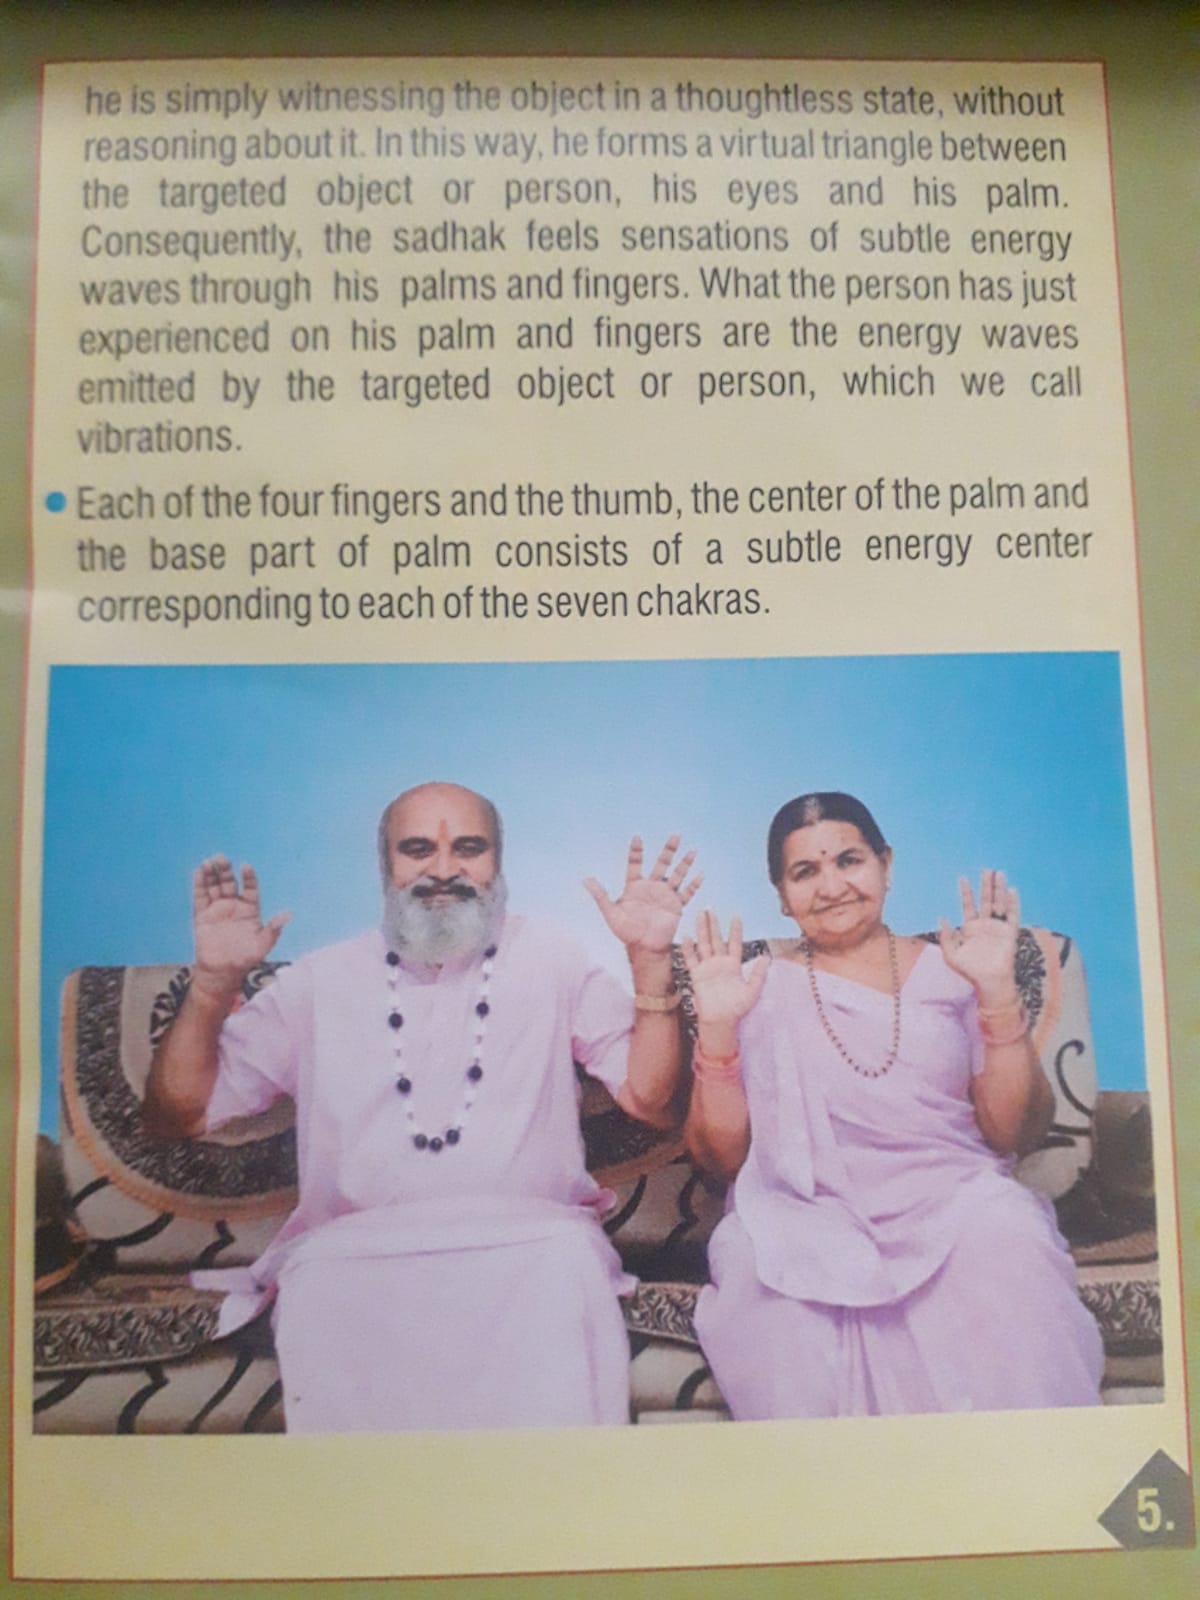 he is simply witnessing the object in a thoughtless state, without
reasoning about it. In this way, he forms a virtual triangle between
the targeted object or person, his eyes and his palm.
Consequently, the sadhak feels sensations of subtle energy
waves through his palms and fingers. What the person has just
experienced on his palm and fingers are the energy waves
emitted by the targeted object or person, which we call
vibrations.
• Each of the four fingers and the thumb, the center of the palm and
the base part of palm consists of a subtle energy center
corresponding to each of the seven chakras.
5.